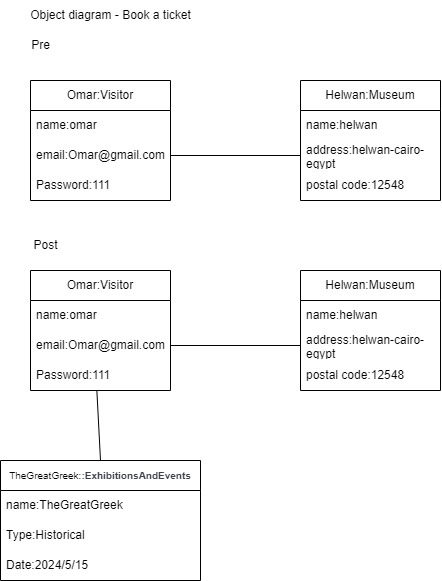 Object diagram - Book a ticket
Pre
Omar:Visitor
name:omar
email:Omar@gmail.com
Password:111
Helwan:Museum
name:helwan
address:helwan-cairo-
egypt
postal code:12548
Post
Omar:Visitor
name:omar
email:Omar@gmail.com
Password:111
Helwan:Museum
name:helwan
address:helwan-cairo-
egypt
postal code:12548
TheGreatGreek::ExhibitionsAndEvents
name:TheGreatGreek
Type:Historical
Date:2024/5/15